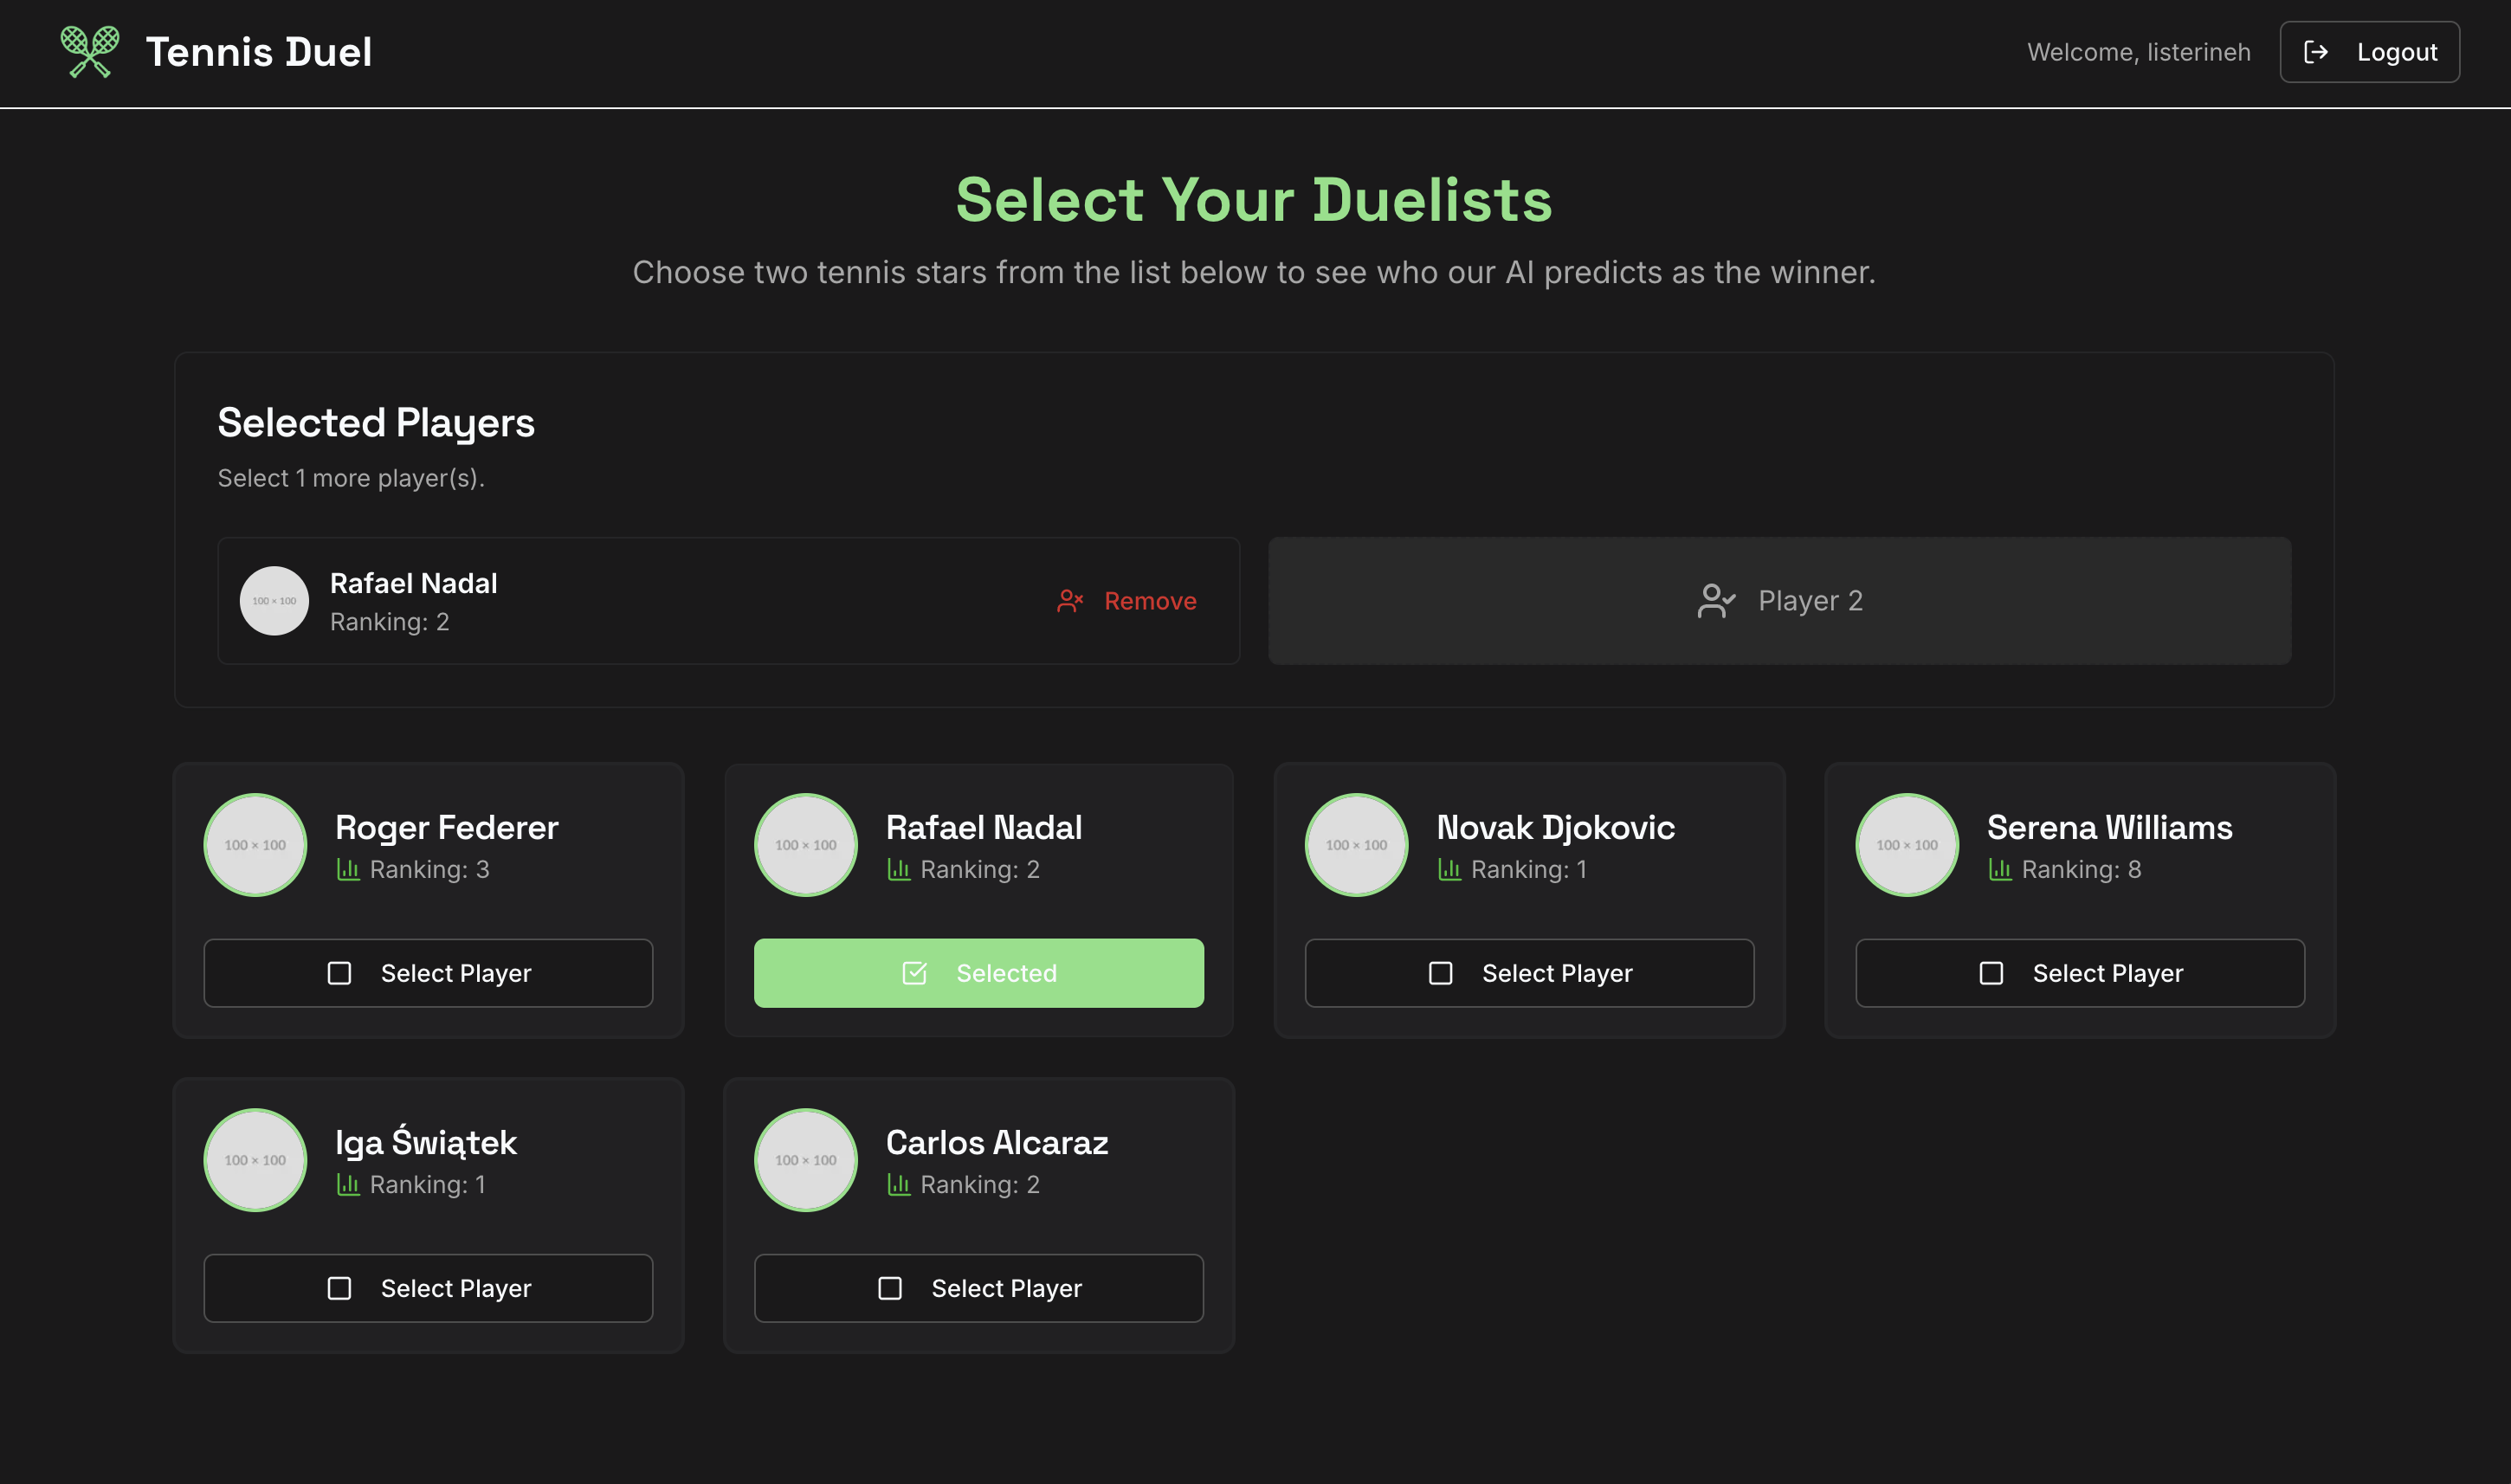 Tennis Duel
Welcome, listerineh
Logout
Select Your Duelists
Choose two tennis stars from the list below to see who our AI predicts as the winner.
Selected Players
Select 1 more player(s).
100 × 100
Rafael Nadal
Ranking: 2
Remove
Player 2
100 × 100
Roger Federer
Ranking: 3
Select Player
100 × 100
Rafael Nadal
Ranking: 2
Selected
100 × 100
Novak Djokovic
Ranking: 1
Select Player
100 × 100
Serena Williams
Ranking: 8
Select Player
100 × 100
Iga Świątek
Ranking: 1
Select Player
100 × 100
Carlos Alcaraz
Ranking: 2
Select Player